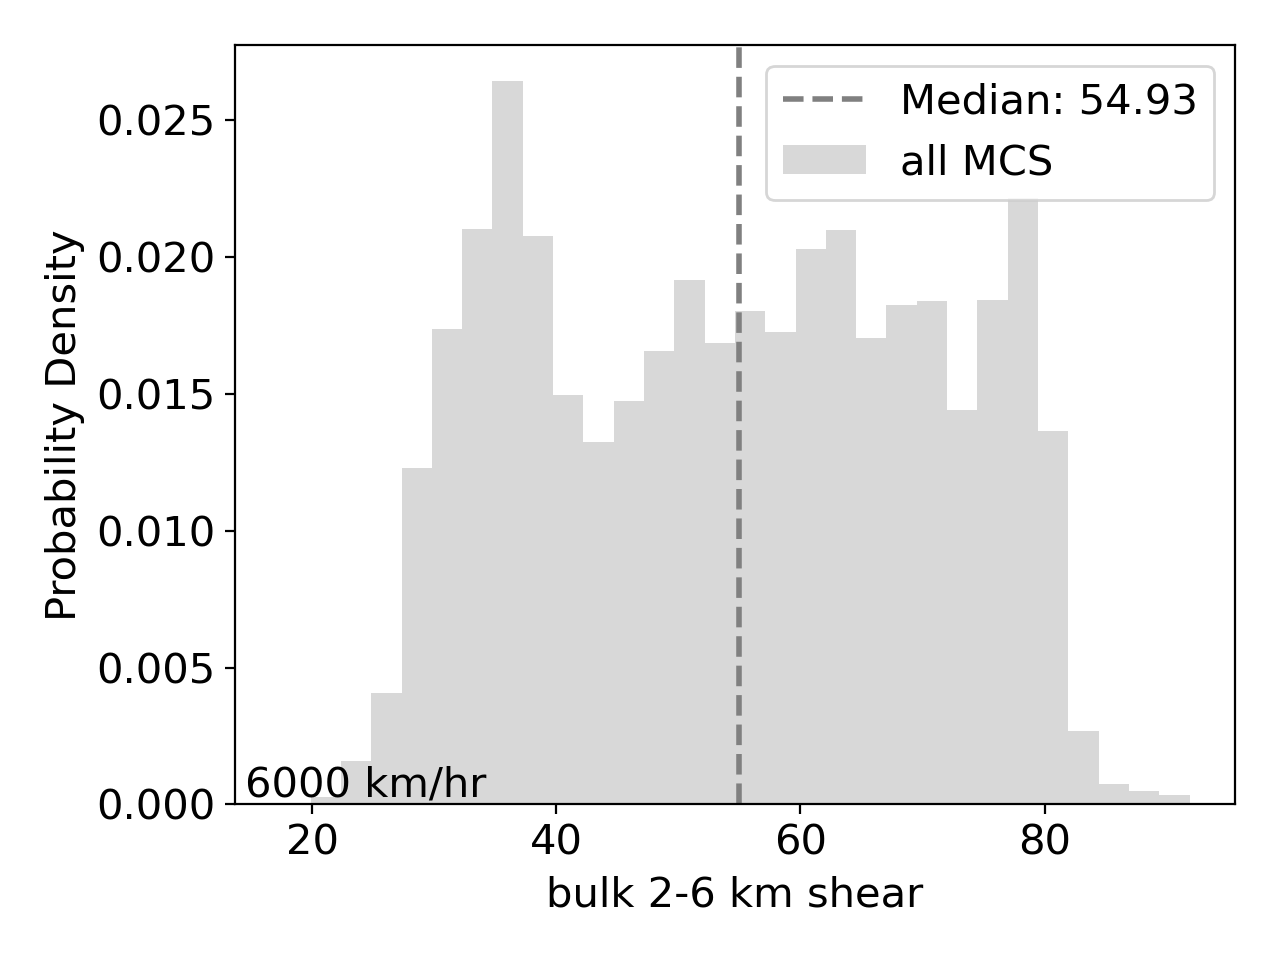 Median: 54.93
all MCS
0.025
0.020
0.015
0.010
0.005
0.000
Probability Density
6000 km/hr
20 40 60 80
bulk 2-6 km shear